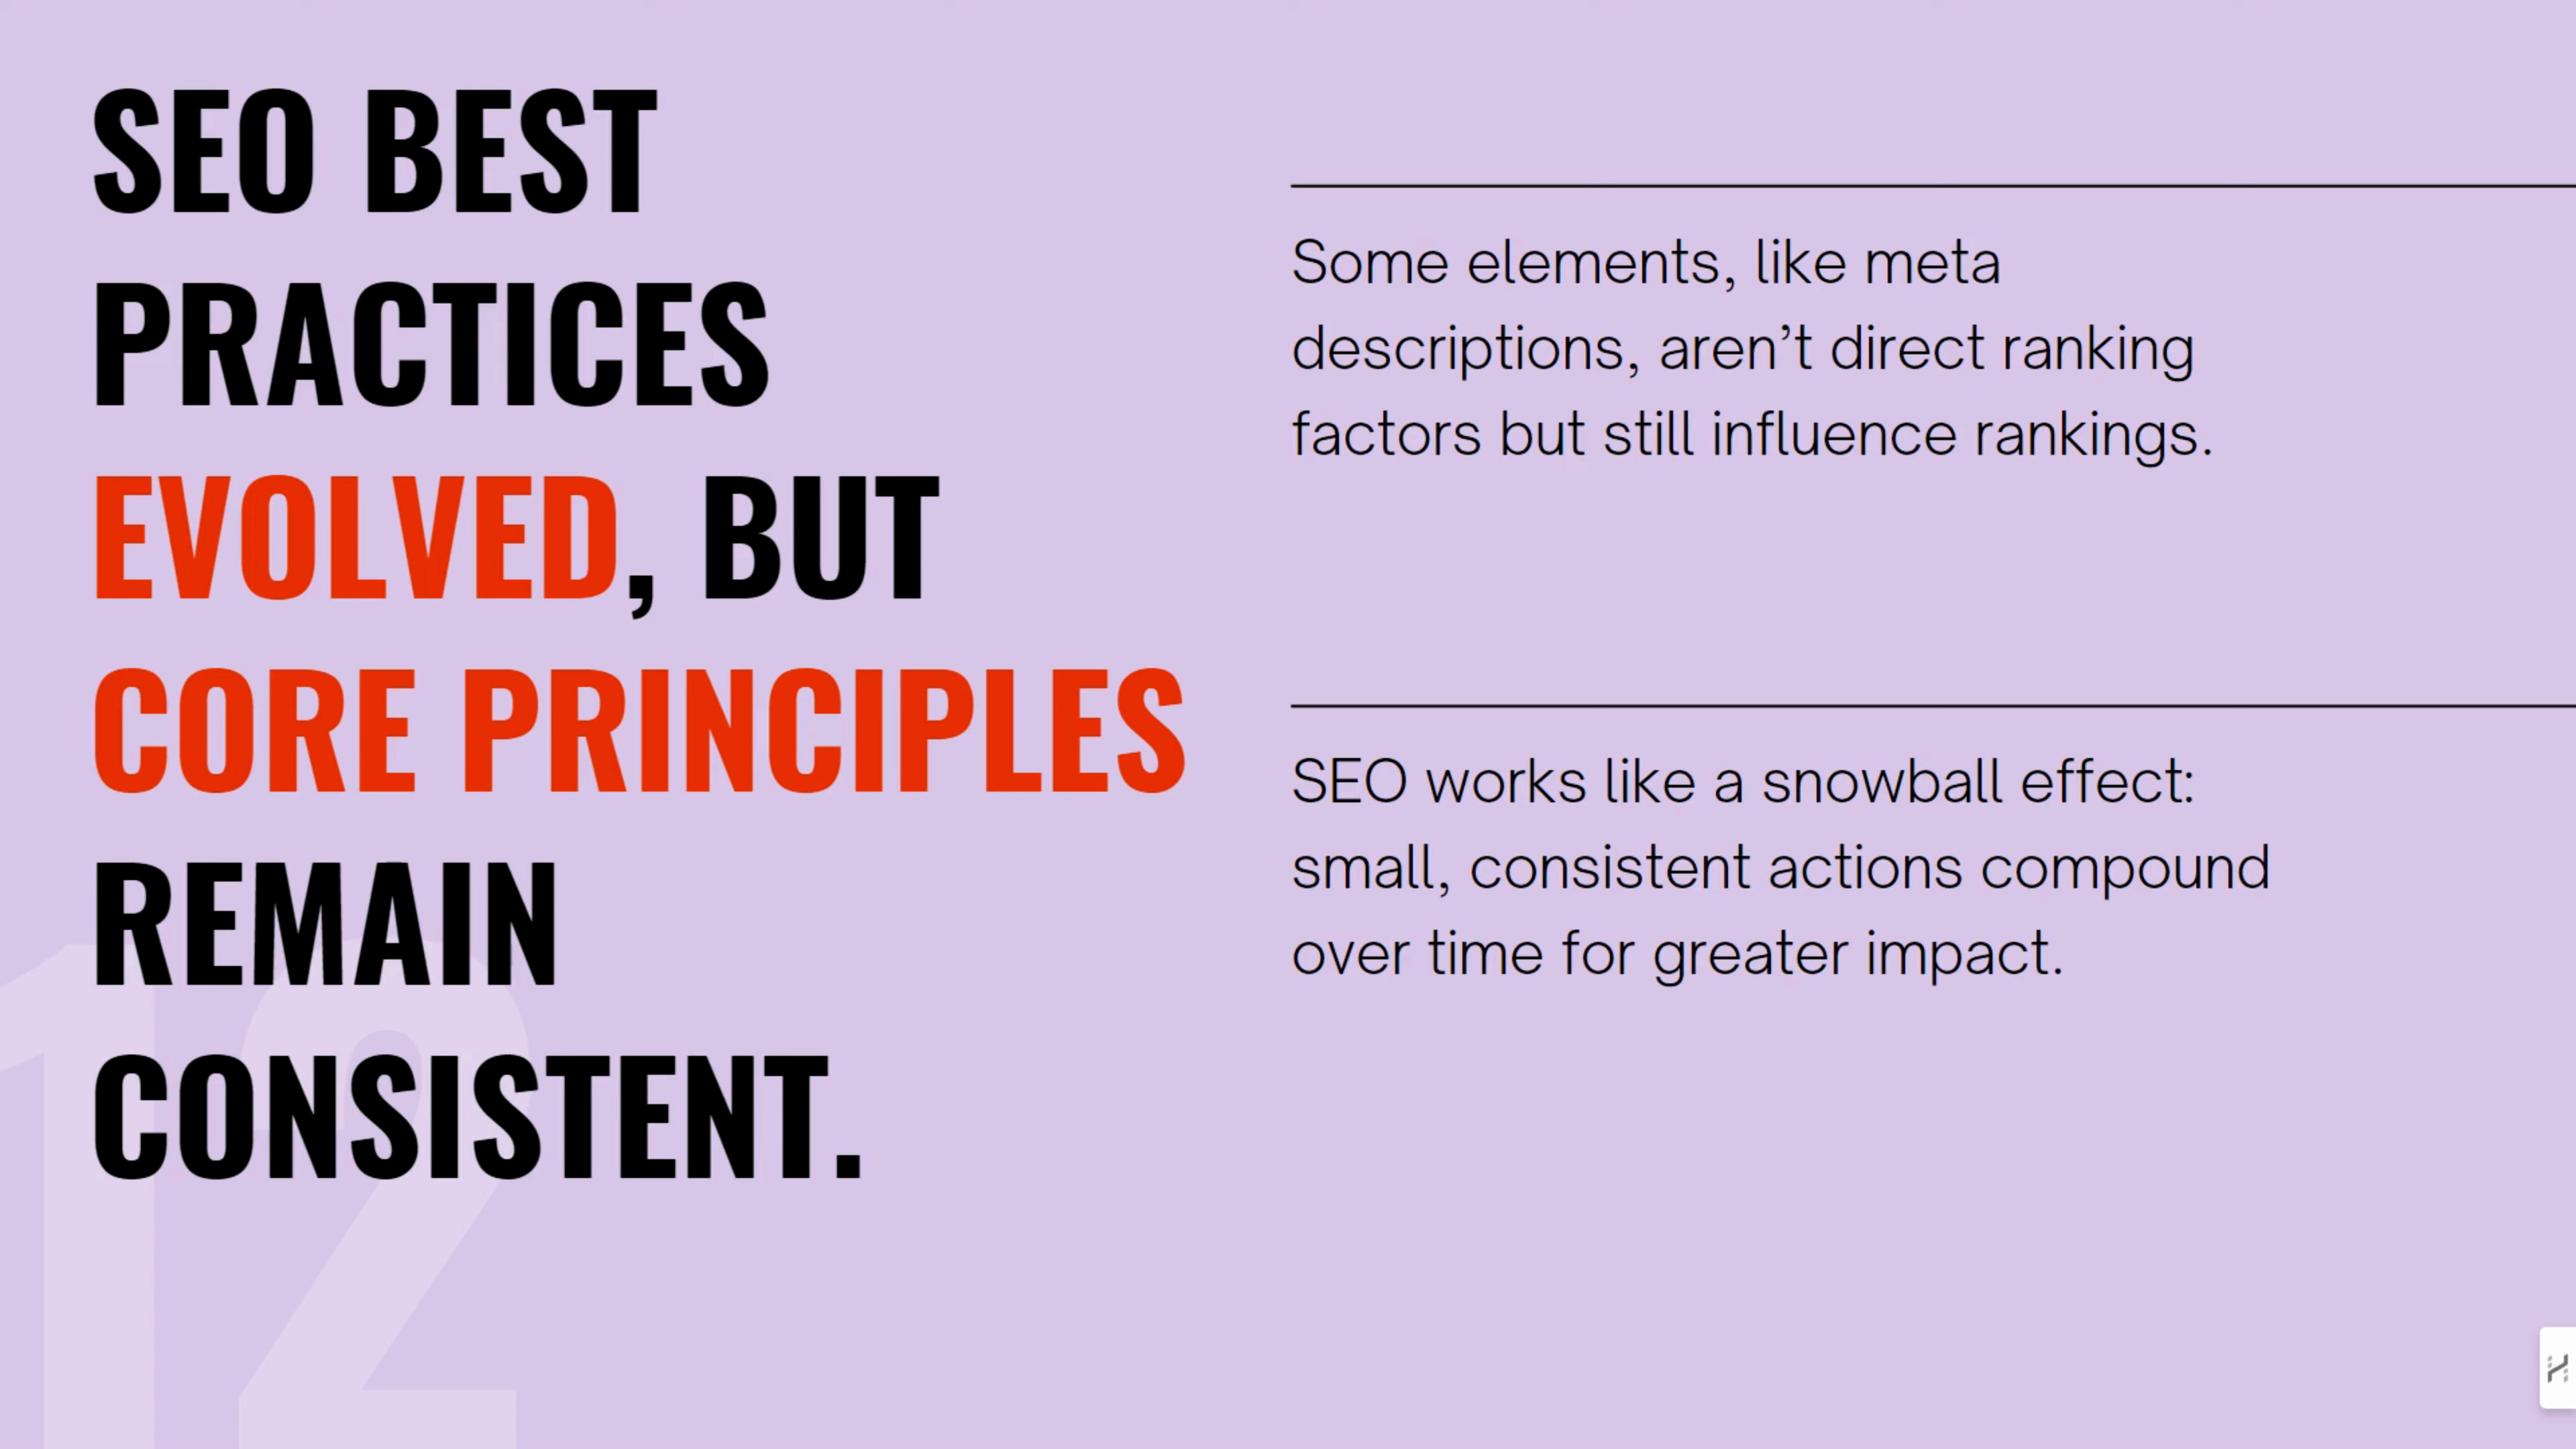 SEO BEST
PRACTICES
EVOLVED, BUT
CORE PRINCIPLES
REMAIN
CONSISTENT.
12
Some elements, like meta
descriptions, aren’t direct ranking
factors but still influence rankings.
SEO works like a snowball effect:
small, consistent actions compound
over time for greater impact.